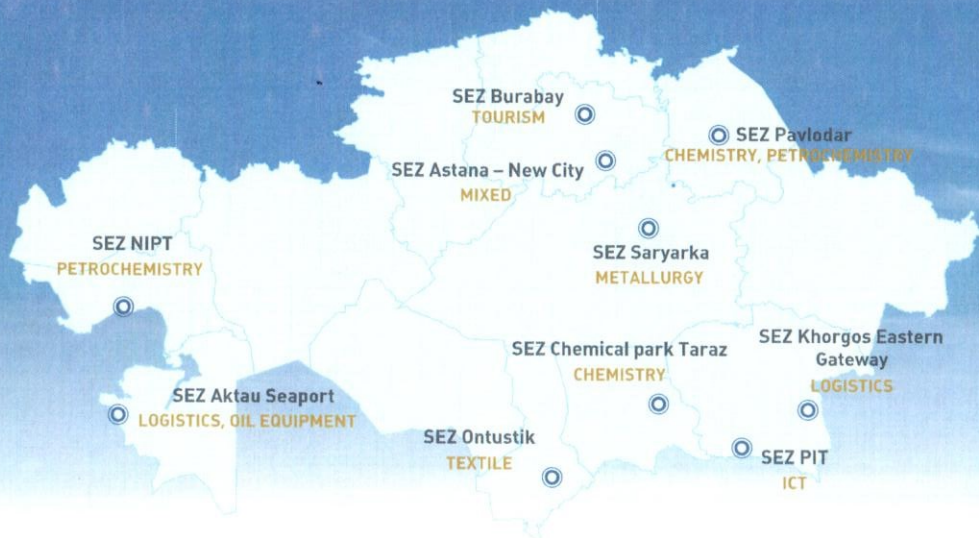 SEZ Burabay
TOURISM
SEZ Pavlodar
CHEMISTRY, PETROCHEMISTRY
SEZ Astana – New City
MIXED
SEZ NIPT
PETROCHEMISTRY
SEZ Saryarka
METALLURGY
SEZ Chemical park Taraz
CHEMISTRY
SEZ Khorgos Eastern
Gateway
LOGISTICS
SEZ Aktau Seaport
LOGISTICS, OIL EQUIPMENT
SEZ Ontustik
TEXTILE
SEZ PIT
ICT